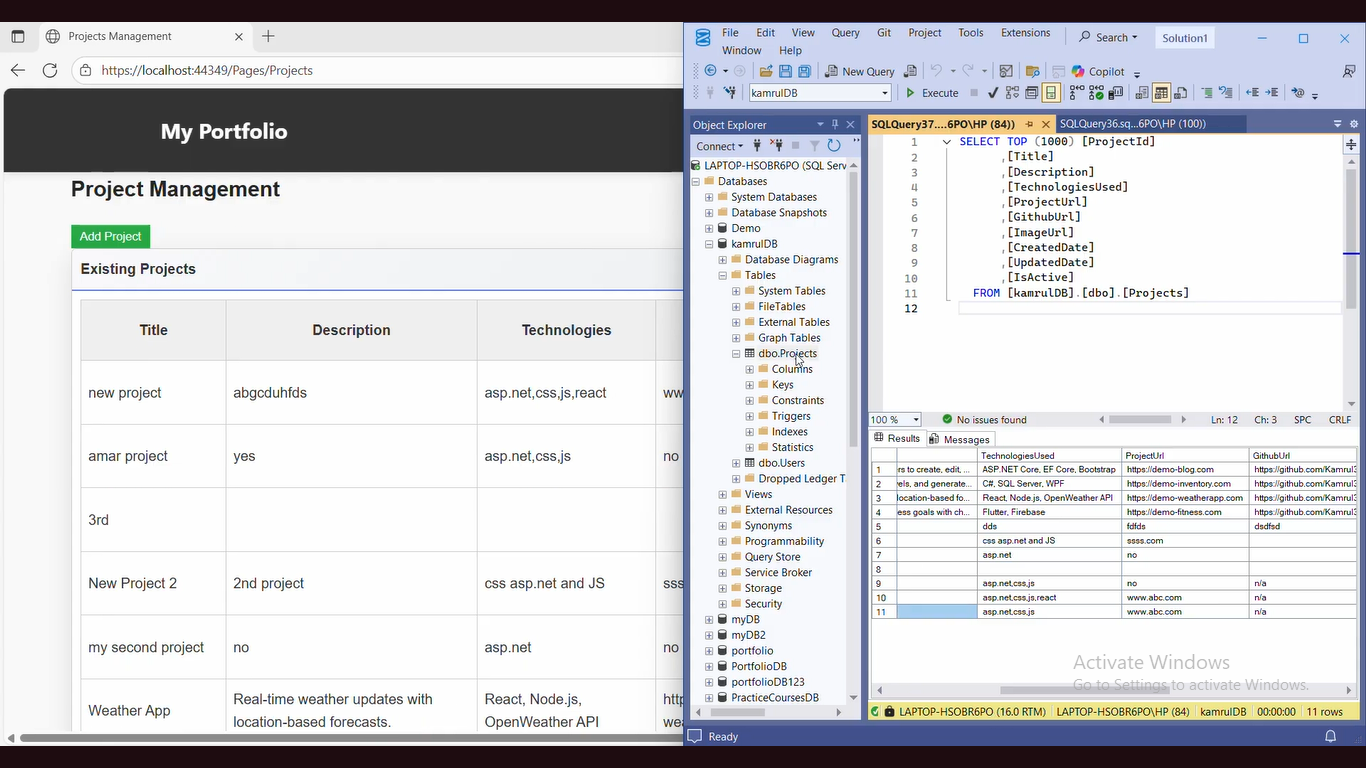 Projects Management
https://localhost:44349/Pages/Projects
My Portfolio
Project Management
Add Project
Existing Projects
Title Description Technologies
new project abgcduhfds asp.net,css,js,react ww
amar project yes asp.net,css,js no
3rd
New Project 2 2nd project css asp.net and JS sss
my second project no asp.net no
Weather App Real-time weather updates with location-based forecasts. React, Node.js, OpenWeather API
File Edit View Query Git Project Tools Extensions Search Solution1
Window Help
New Query Copilot
kamrulDB Execute
Object Explorer
Connect
LAPTOP-HSOBR6PO (SQL Serv
Databases
System Databases
Database Snapshots
Demo
kamrulDB
Database Diagrams
Tables
System Tables
FileTables
External Tables
Graph Tables
dbo.Projects
Columns
Keys
Constraints
Triggers
Indexes
Statistics
dbo.Users
Dropped Ledger T
Views
External Resources
Synonyms
Programmability
Query Store
Service Broker
Storage
Security
myDB
myDB2
portfolio
PortfolioDB
portfolioDB123
PracticeCoursesDB
SQLQuery37....6PO\HP (84)) SQLQuery36.sq...6PO\HP (100))
1 SELECT TOP (1000) [ProjectId]
2 ,[Title]
3 ,[Description]
4 ,[TechnologiesUsed]
5 ,[ProjectUrl]
6 ,[GithubUrl]
7 ,[ImageUrl]
8 ,[CreatedDate]
9 ,[UpdatedDate]
10 ,[IsActive]
11 FROM [kamrulDB].[dbo].[Projects]
12
100 % No issues found Ln: 12 Ch: 3 SPC CRLF
Results Messages
TechnologiesUsed ProjectUrl GithubUrl
1 rs to create, edit, ... ASP.NET Core, EF Core, Bootstrap https://demo-blog.com https://github.com/Kamrul3
2 vels, and generate... C#, SQL Server, WPF https://demo-inventory.com https://github.com/Kamrul3
3 location-based fo... React, Node.js, OpenWeather API https://demo-weatherapp.com https://github.com/Kamrul3
4 ess goals with ch... Flutter, Firebase https://demo-fitness.com https://github.com/Kamrul3
5 dds fdfds dsdfsd
6 css asp.net and JS ssss.com
7 asp.net no
8
9 asp.net,css,js no n/a
10 asp.net,css,js,react www.abc.com n/a
11 asp.net,css,js www.abc.com n/a
Activate Windows
Go to Settings to activate Windows.
LAPTOP-HSOBR6PO (16.0 RTM) LAPTOP-HSOBR6PO\HP (84) kamrulDB 00:00:00 11 rows
Ready